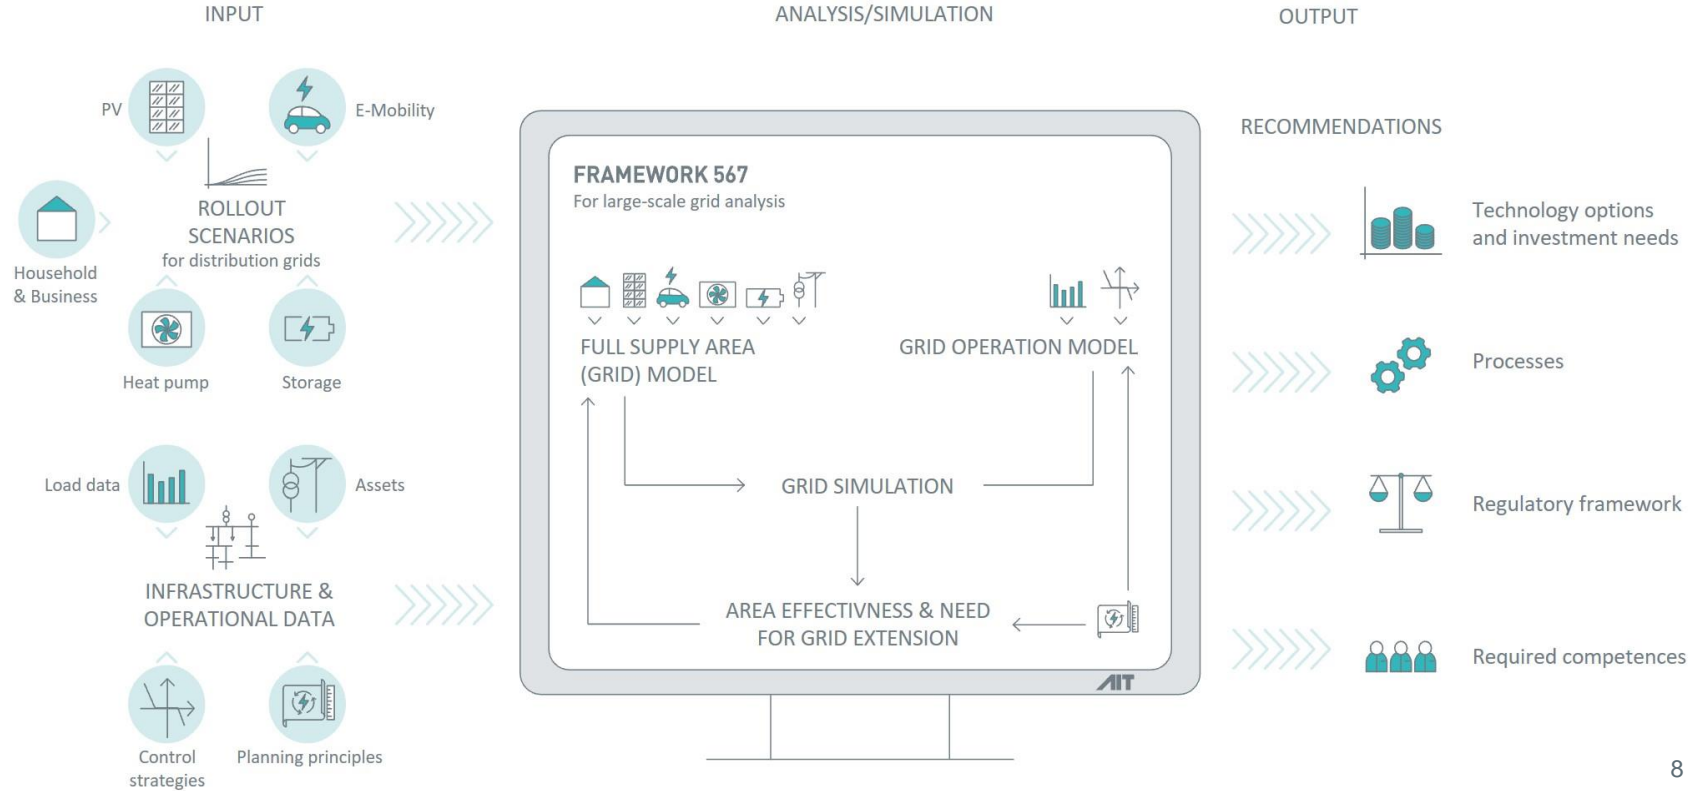 INPUT
ANALYSIS/SIMULATION
OUTPUT
PV
E-Mobility
ROLLOUT
SCENARIOS
for distribution grids
Household
& Business
Heat pump
Storage
Load data
Assets
INFRASTRUCTURE &
OPERATIONAL DATA
Control
strategies
Planning principles
FRAMEWORK 567
For large-scale grid analysis
FULL SUPPLY AREA
(GRID) MODEL
GRID OPERATION MODEL
GRID SIMULATION
AREA EFFECTIVNESS & NEED
FOR GRID EXTENSION
AIT
RECOMMENDATIONS
Technology options
and investment needs
Processes
Regulatory framework
Required competences
8